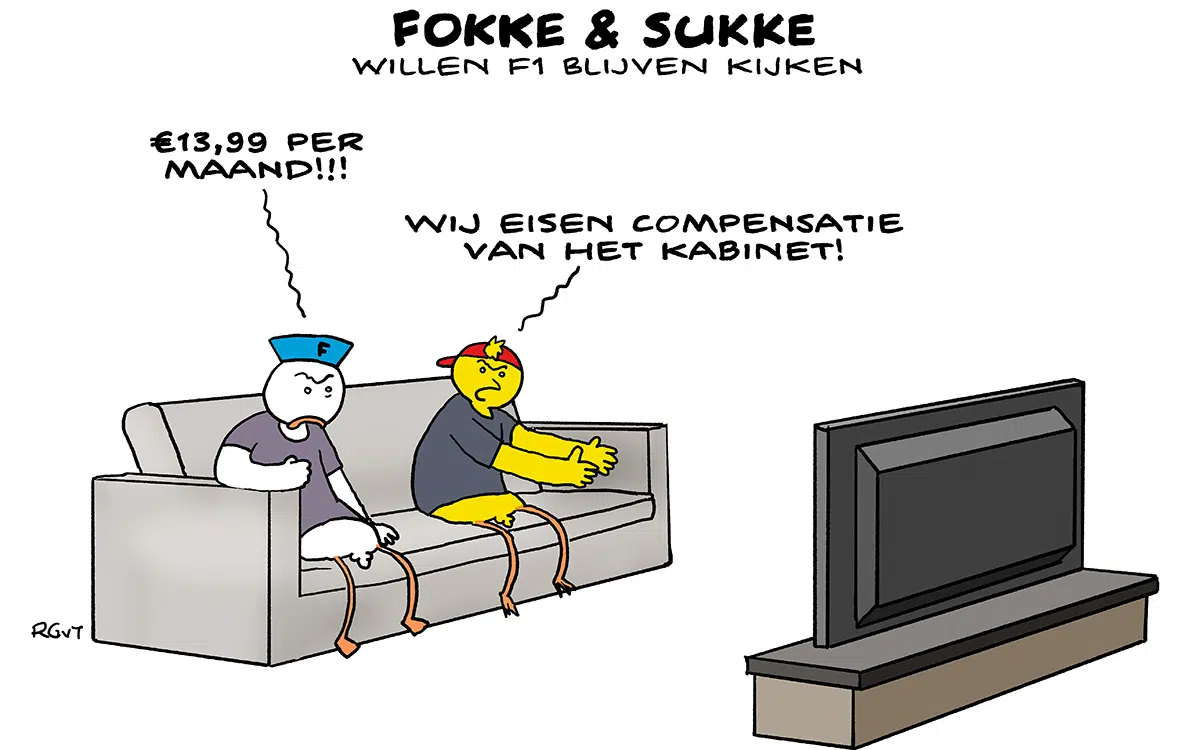 FOKKE & SUKKE
WILLEN F1 BLIJVEN KIJKEN
€13,99 PER
MAAND!!!
WIJ EISEN COMPENSATIE
VAN HET KABINET!
F
RGvT